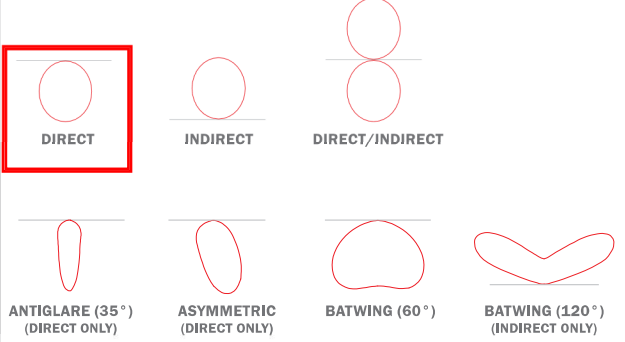 DIRECT
INDIRECT
DIRECT/INDIRECT
ANTIGLARE (35°)
(DIRECT ONLY)
ASYMMETRIC
(DIRECT ONLY)
BATWING (60°)
BATWING (120°)
(INDIRECT ONLY)